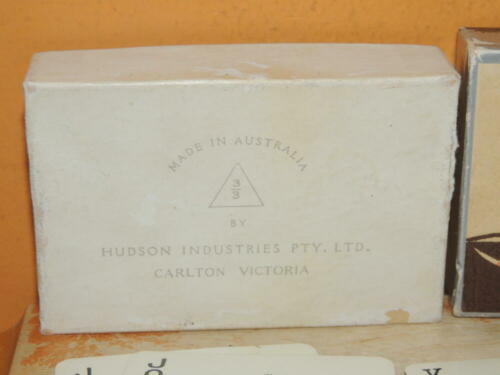 MADE IN AUSTRALIA
3
3
BY
HUDSON INDUSTRIES PTY. LTD.
CARLTON VICTORIA